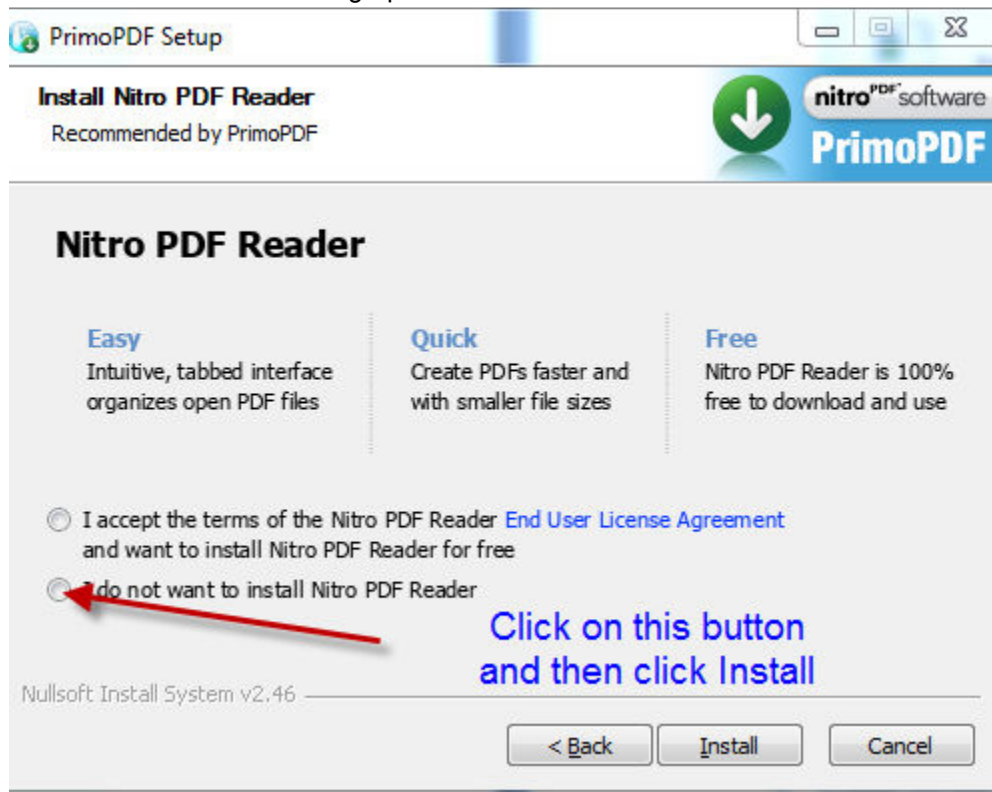 PrimoPDF Setup
Install Nitro PDF Reader
Recommended by PrimoPDF
nitroPDF software
PrimoPDF
Nitro PDF Reader
Easy
Intuitive, tabbed interface
organizes open PDF files
Quick
Create PDFs faster and
with smaller file sizes
Free
Nitro PDF Reader is 100%
free to download and use
I accept the terms of the Nitro PDF Reader End User License Agreement
and want to install Nitro PDF Reader for free
I do not want to install Nitro PDF Reader
Click on this button
and then click Install
Nullsoft Install System v2.46
< Back
Install
Cancel